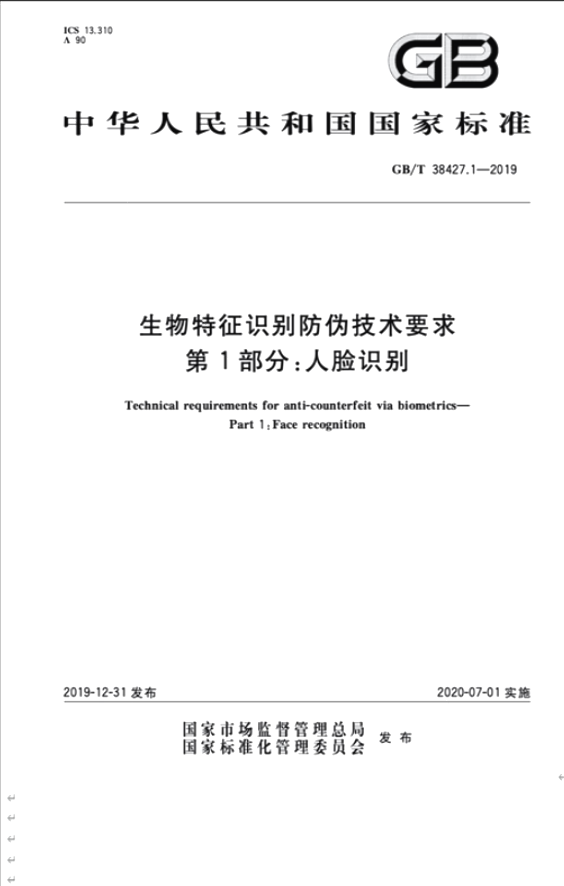 ICS 13.310
A 90
GB
中华人民共和国国家标准
GB/T 38427.1—2019
生物特征识别防伪技术要求
第1部分:人脸识别
Technical requirements for anti-counterfeit via biometrics—
Part 1:Face recognition
2019-12-31 发布
2020-07-01 实施
国家市场监督管理总局
国家标准化管理委员会
发布